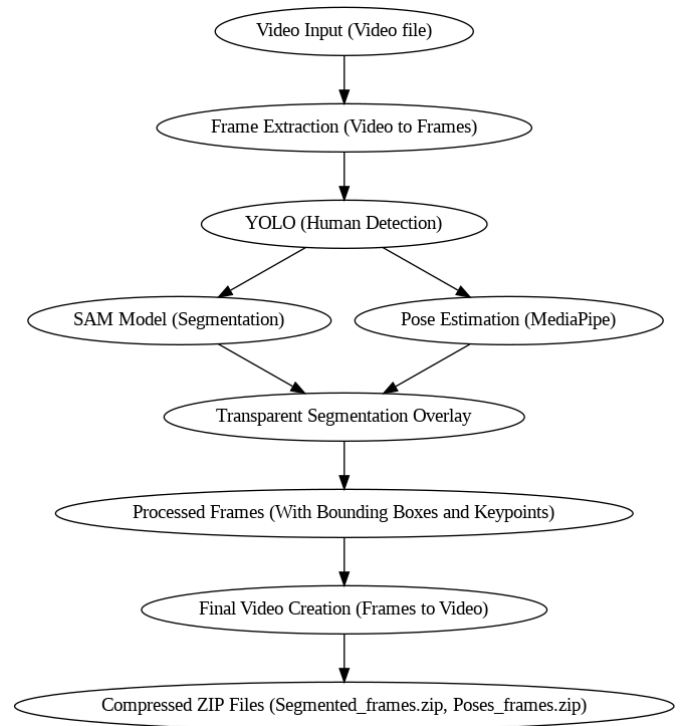 Video Input (Video file)
Frame Extraction (Video to Frames)
YOLO (Human Detection)
SAM Model (Segmentation)
Pose Estimation (MediaPipe)
Transparent Segmentation Overlay
Processed Frames (With Bounding Boxes and Keypoints)
Final Video Creation (Frames to Video)
Compressed ZIP Files (Segmented_frames.zip, Poses_frames.zip)